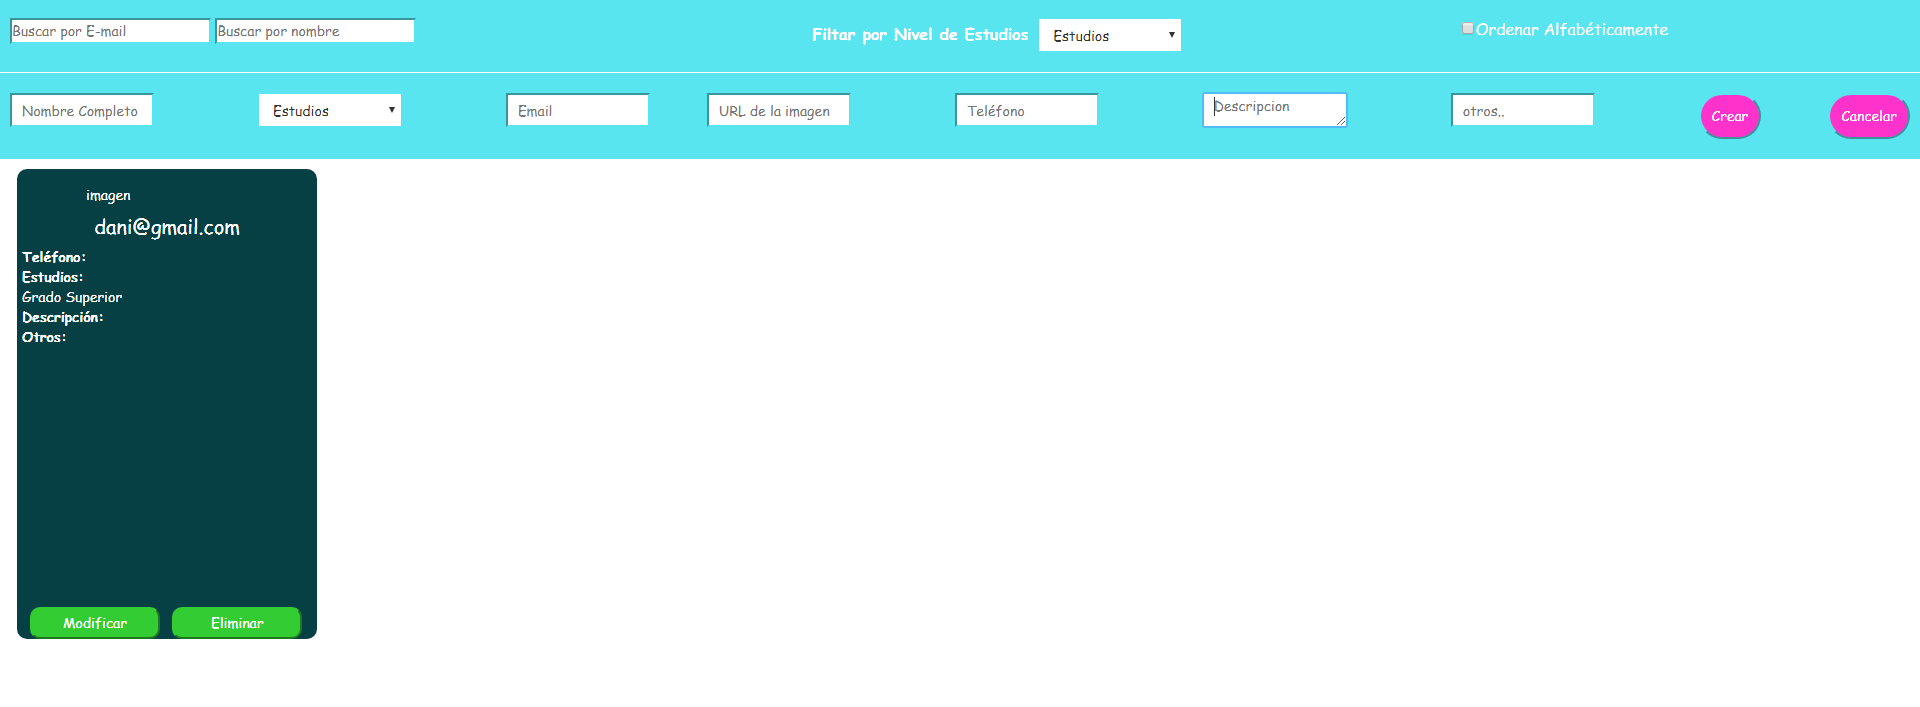 Buscar por E-mail Buscar por nombre Filtar por Nivel de Estudios Estudios Ordenar Alfabéticamente
Nombre Completo Estudios Email URL de la imagen Teléfono Descripcion otros.. Crear Cancelar
imagen
dani@gmail.com
Teléfono:
Estudios:
Grado Superior
Descripción:
Otros:
Modificar Eliminar